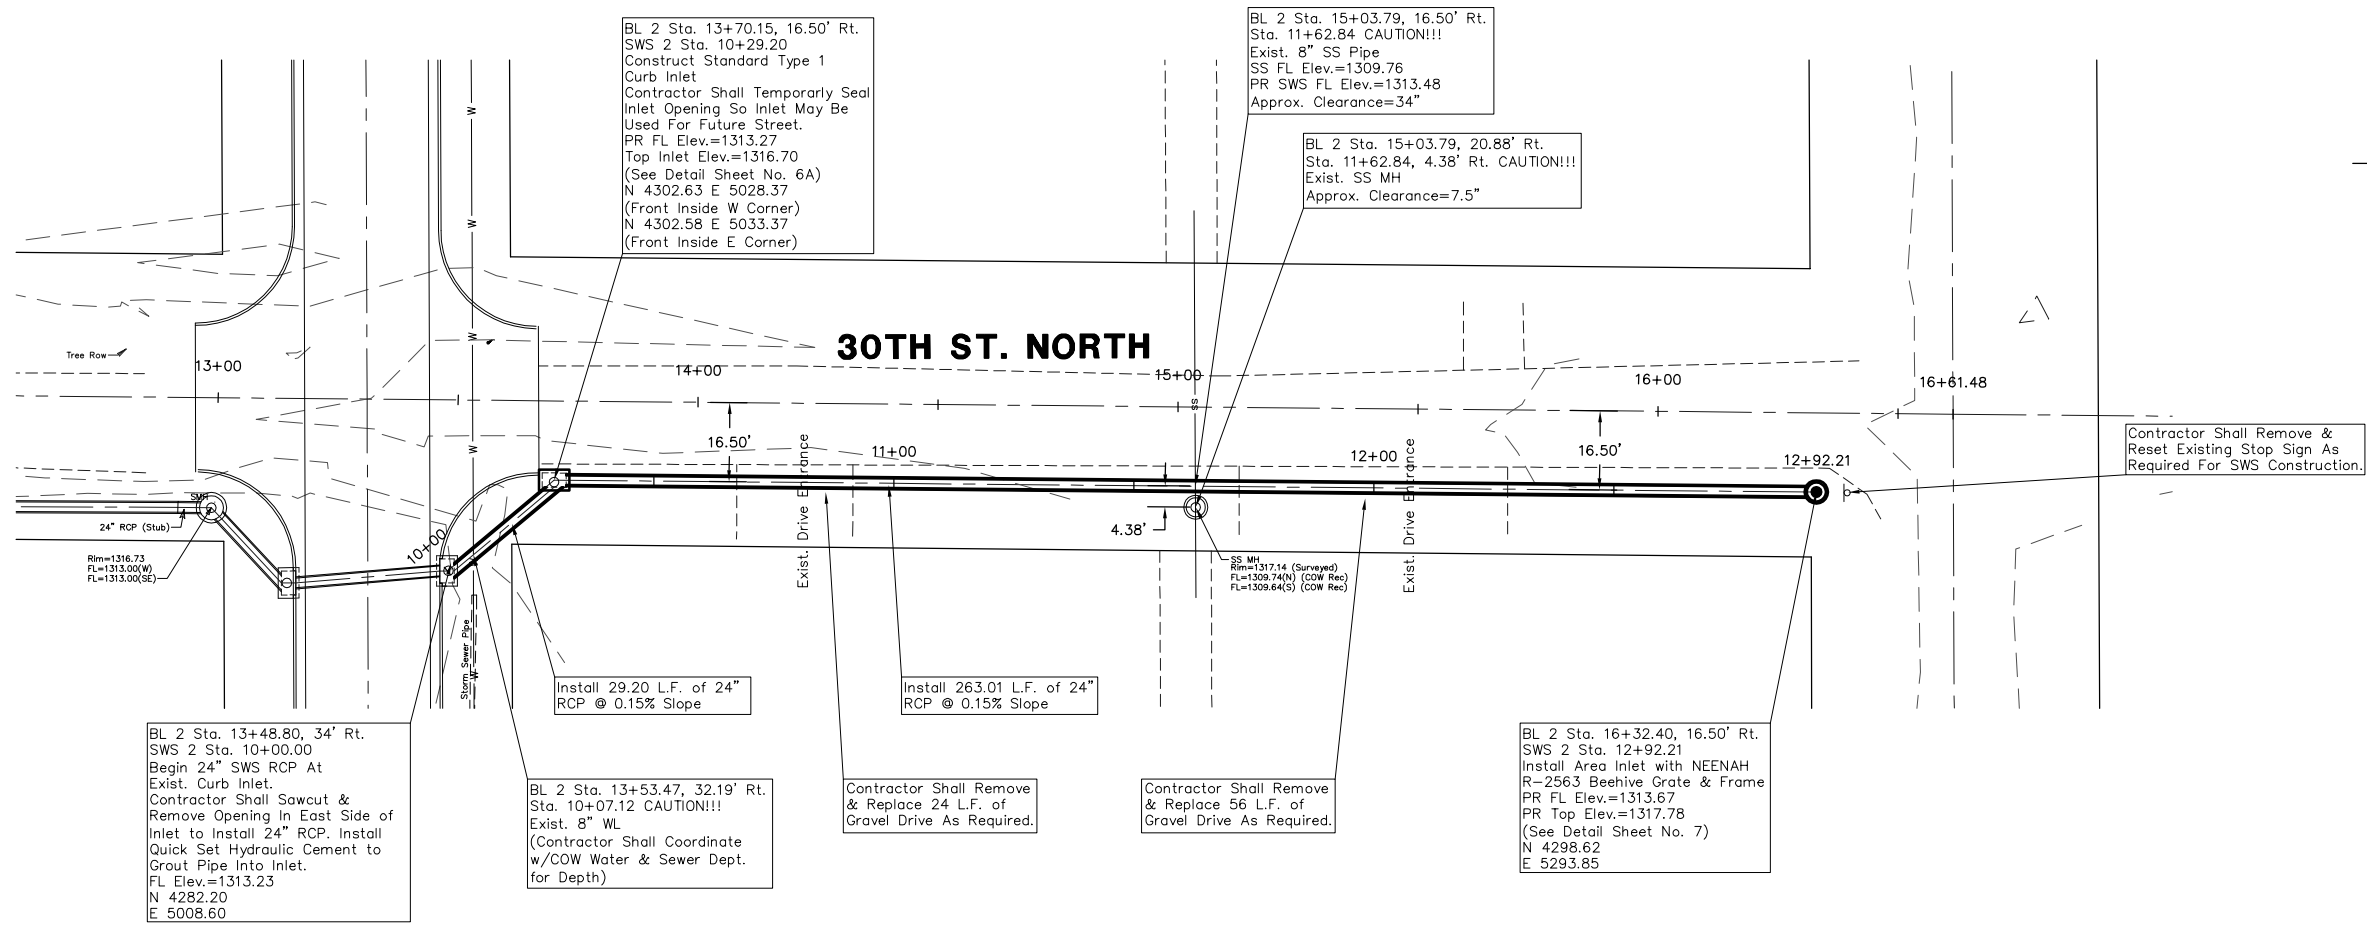 BL 2 Sta. 13+70.15, 16.50' Rt.
SWS 2 Sta. 10+29.20
Construct Standard Type 1
Curb Inlet
Contractor Shall Temporarly Seal
Inlet Opening So Inlet May Be
Used For Future Street.
PR FL Elev.=1313.27
Top Inlet Elev.=1316.70
(See Detail Sheet No. 6A)
N 4302.63 E 5028.37
(Front Inside W Corner)
N 4302.58 E 5033.37
(Front Inside E Corner)
BL 2 Sta. 15+03.79, 16.50' Rt.
Sta. 11+62.84 CAUTION!!!
Exist. 8" SS Pipe
SS FL Elev.=1309.76
PR SWS FL Elev.=1313.48
Approx. Clearance=34"
BL 2 Sta. 15+03.79, 20.88' Rt.
Sta. 11+62.84, 4.38' Rt. CAUTION!!!
Exist. SS MH
Approx. Clearance=7.5"
W
W
W
W
W
30TH ST. NORTH
Tree Row
13+00
14+00
15+00
16+00
16+61.48
SS
16.50'
16.50'
11+00
12+00
12+92.21
Exist. Drive Entrance
Exist. Drive Entrance
Contractor Shall Remove &
Reset Existing Stop Sign As
Required For SWS Construction.
SMH
24" RCP (Stub)
10+00
4.38'
Rim=1316.73
FL=1313.00(W)
FL=1313.00(SE)
SS MH
Rim=1317.14 (Surveyed)
FL=1309.74(N) (COW Rec)
FL=1309.64(S) (COW Rec)
Storm Sewer Pipe
Install 29.20 L.F. of 24"
RCP @ 0.15% Slope
Install 263.01 L.F. of 24"
RCP @ 0.15% Slope
BL 2 Sta. 13+48.80, 34' Rt.
SWS 2 Sta. 10+00.00
Begin 24" SWS RCP At
Exist. Curb Inlet.
Contractor Shall Sawcut &
Remove Opening In East Side of
Inlet to Install 24" RCP. Install
Quick Set Hydraulic Cement to
Grout Pipe Into Inlet.
FL Elev.=1313.23
N 4282.20
E 5008.60
BL 2 Sta. 13+53.47, 32.19' Rt.
Sta. 10+07.12 CAUTION!!!
Exist. 8" WL
(Contractor Shall Coordinate
w/COW Water & Sewer Dept.
for Depth)
Contractor Shall Remove
& Replace 24 L.F. of
Gravel Drive As Required.
Contractor Shall Remove
& Replace 56 L.F. of
Gravel Drive As Required.
BL 2 Sta. 16+32.40, 16.50' Rt.
SWS 2 Sta. 12+92.21
Install Area Inlet with NEENAH
R-2563 Beehive Grate & Frame
PR FL Elev.=1313.67
PR Top Elev.=1317.78
(See Detail Sheet No. 7)
N 4298.62
E 5293.85